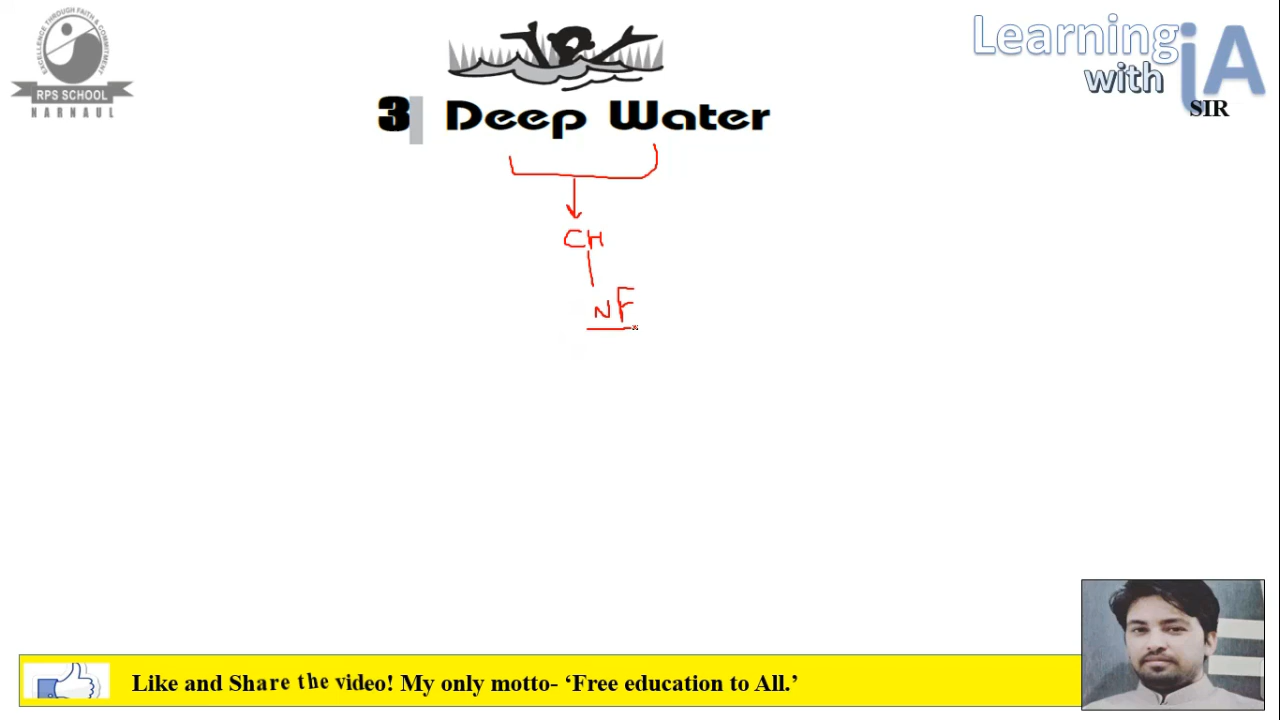 EXCELLENCE THROUGH FAITH & COMMITMENT
RPS SCHOOL
NARNAUL
Learning
with iA
SIR
3 Deep Water
CH
NF
Like and Share the video! My only motto- ‘Free education to All.’